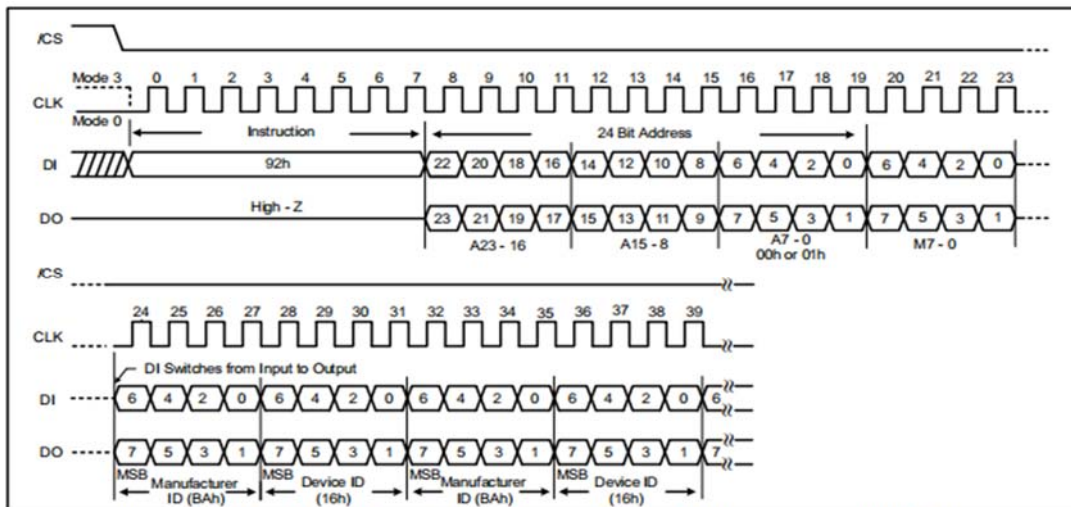 /CS
Mode 3 0 1 2 3 4 5 6 7 8 9 10 11 12 13 14 15 16 17 18 19 20 21 22 23
CLK
Mode 0
Instruction 24 Bit Address
DI 92h 22 20 18 16 14 12 10 8 6 4 2 0 6 4 2 0
High - Z
DO 23 21 19 17 15 13 11 9 7 5 3 1 7 5 3 1
A23 - 16 A15 - 8 A7 - 0 M7 - 0
00h or 01h
/CS
24 25 26 27 28 29 30 31 32 33 34 35 36 37 38 39
CLK
DI Switches from Input to Output
DI 6 4 2 0 6 4 2 0 6 4 2 0 6 4 2 0 6
DO 7 5 3 1 7 5 3 1 7 5 3 1 7 5 3 1 7
MSB Manufacturer MSB Device ID MSB Manufacturer MSB Device ID
ID (BAh) (16h) ID (BAh) (16h)